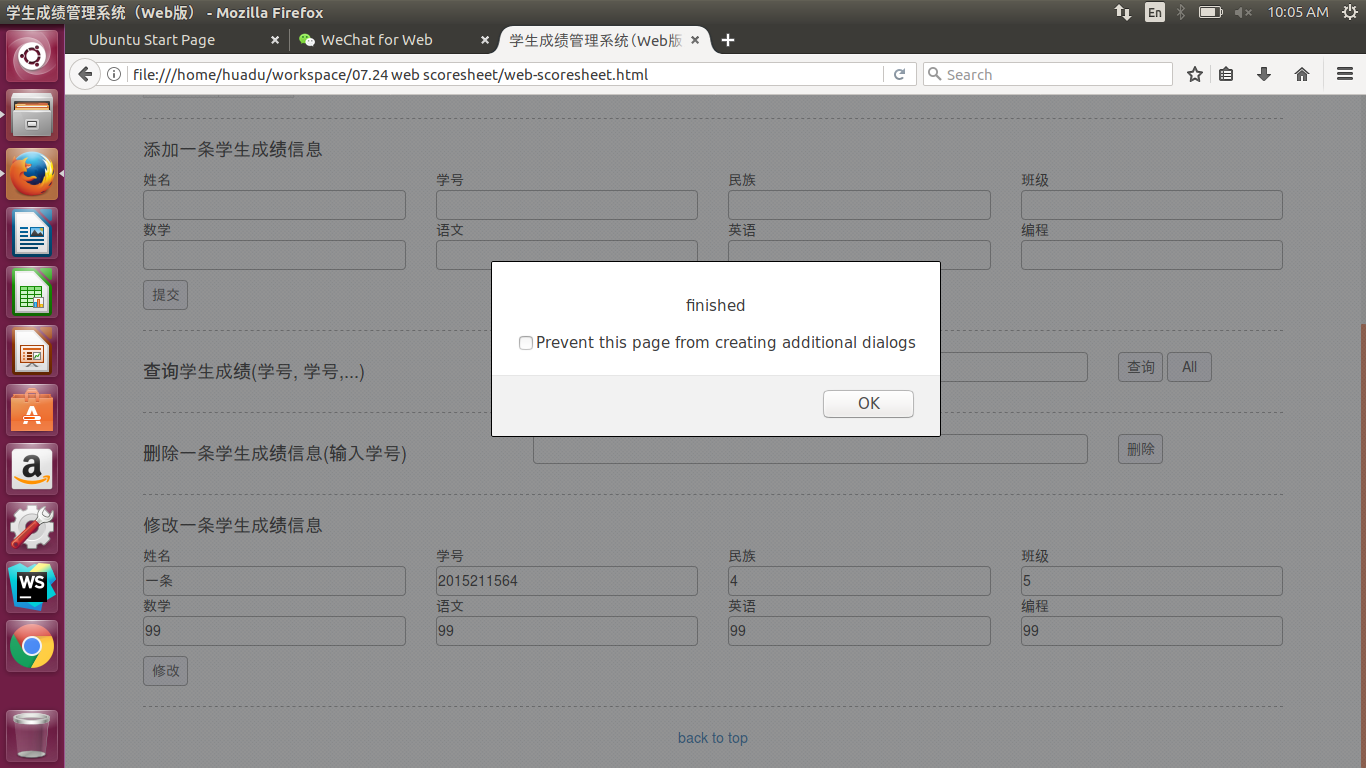 学生成绩管理系统（Web版） - Mozilla Firefox
En
10:05 AM
Ubuntu Start Page
WeChat for Web
学生成绩管理系统（Web版
file:///home/huadu/workspace/07.24 web scoresheet/web-scoresheet.html
Search
添加一条学生成绩信息
姓名 学号 民族 班级
数学 语文 英语 编程
提交
finished
Prevent this page from creating additional dialogs
OK
查询学生成绩(学号, 学号,...)
查询 All
删除一条学生成绩信息(输入学号)
删除
修改一条学生成绩信息
姓名 学号 民族 班级
一条 2015211564 4 5
数学 语文 英语 编程
99 99 99 99
修改
back to top
WS